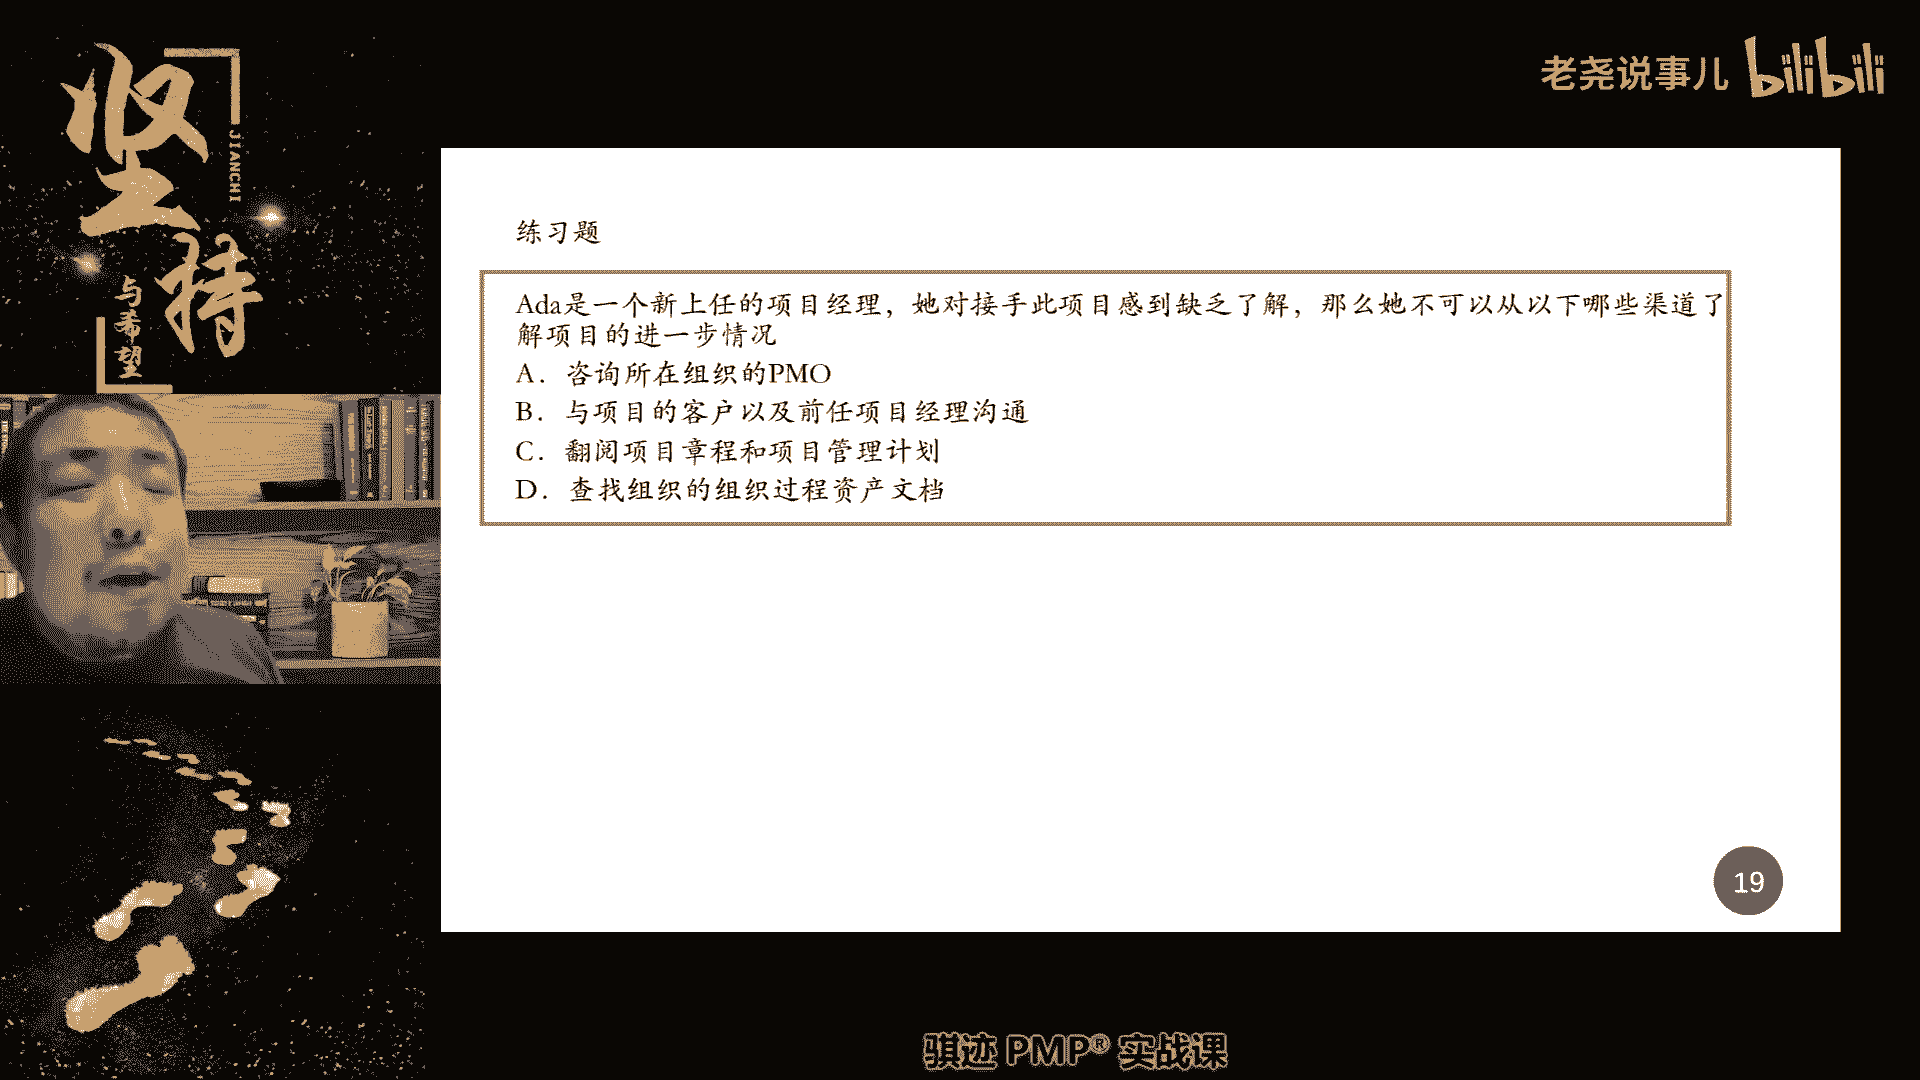 坚持
JIANCHI
与希望
老尧说事儿 bilibili
练习题
Ada是一个新上任的项目经理，她对接手此项目感到缺乏了解，那么她不可以从以下哪些渠道了
解项目的进一步情况
A．咨询所在组织的PMO
B．与项目的客户以及前任项目经理沟通
C．翻阅项目章程和项目管理计划
D．查找组织的组织过程资产文档
19
骐迹 PMP® 实战课